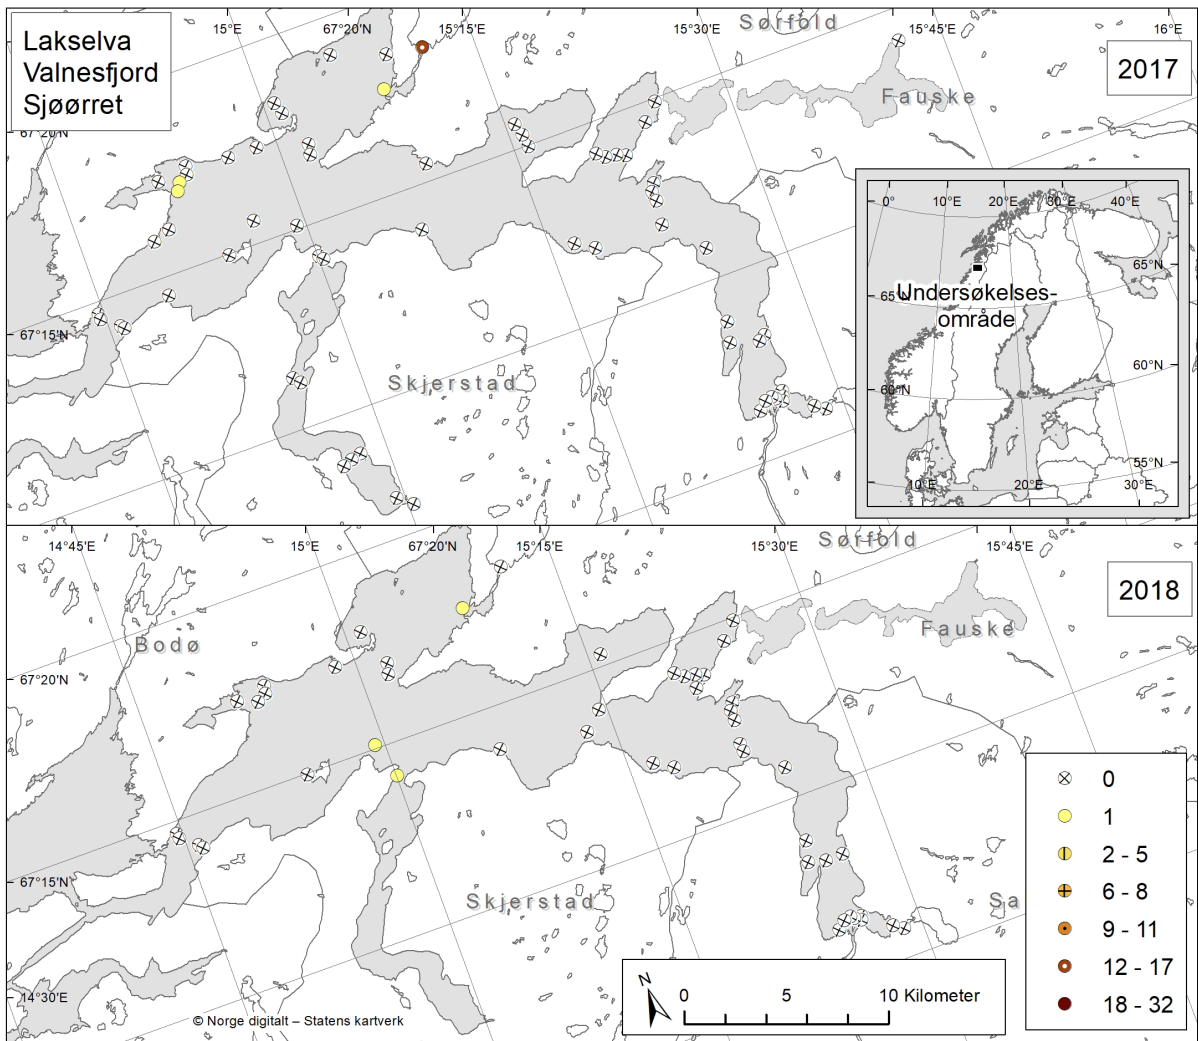 Lakselva
Valnesfjord
Sjøørret
15°E
67°20'N
15°15'E
15°30'E
Sørfold
15°45'E
16°E
2017
Fauske
67°20'N
67°15'N
Skjerstad
0°
10°E
20°E
30°E
40°E
65°N
65°N
Undersøkelses-
område
60°N
60°N
55°N
10°E
20°E
30°E
14°45'E
15°E
67°20'N
15°15'E
15°30'E
Sørfold
15°45'E
2018
Bodø
Fauske
67°20'N
67°15'N
Skjerstad
Sa
14°30'E
0
1
2 - 5
6 - 8
9 - 11
12 - 17
18 - 32
N
0 5 10 Kilometer
© Norge digitalt – Statens kartverk